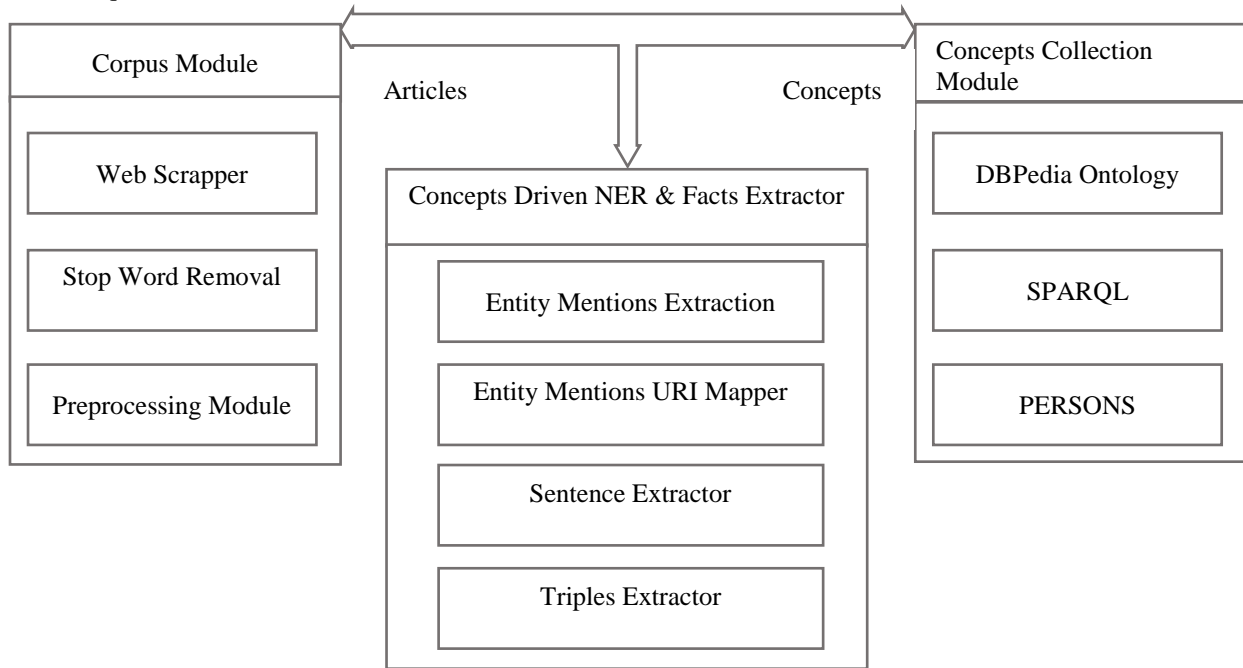 Corpus Module
Web Scrapper
Stop Word Removal
Preprocessing Module
Articles
Concepts
Concepts Driven NER & Facts Extractor
Entity Mentions Extraction
Entity Mentions URI Mapper
Sentence Extractor
Triples Extractor
Concepts Collection
Module
DBPedia Ontology
SPARQL
PERSONS